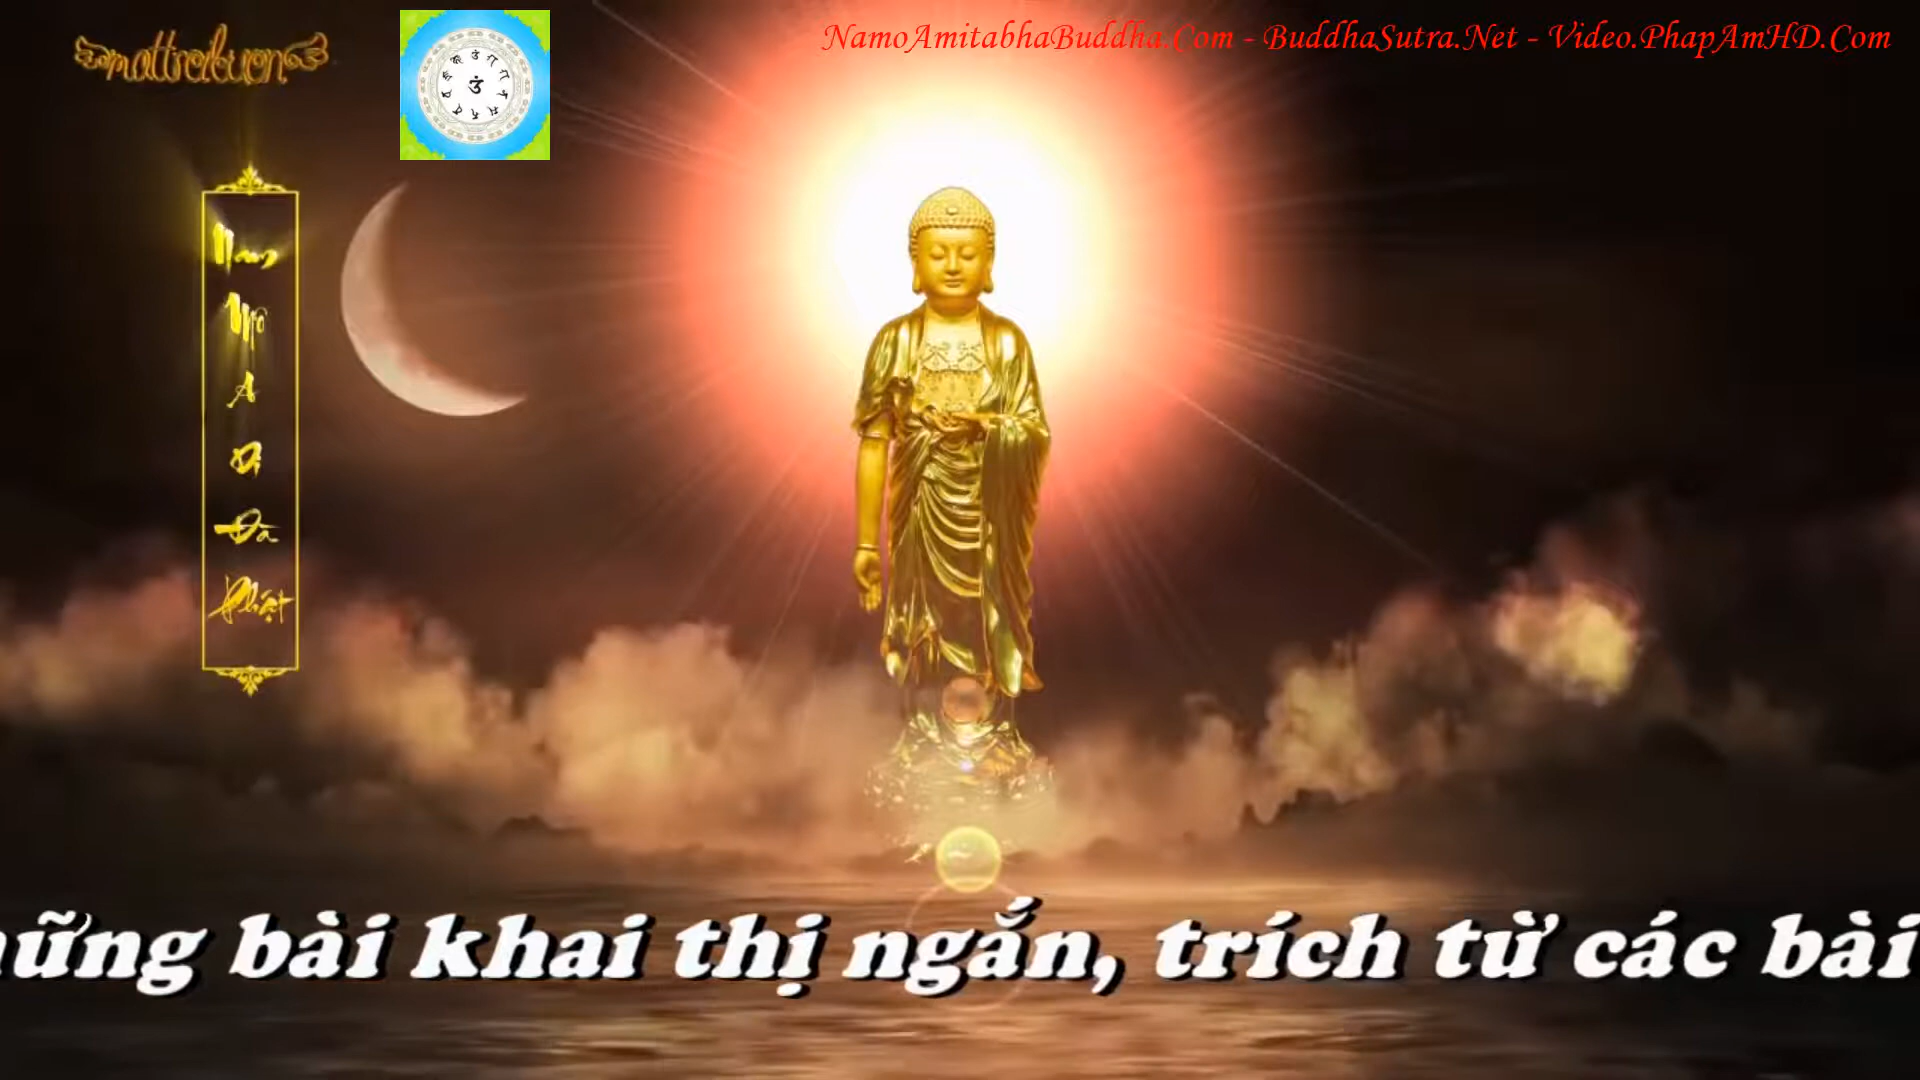 mattroibuon
NamoAmitabhaBuddha.Com - BuddhaSutra.Net - Video.PhapAmHD.Com
Nam
Mô
A
Di
Đà
Phật
ững bài khai thị ngắn, trích từ các bài